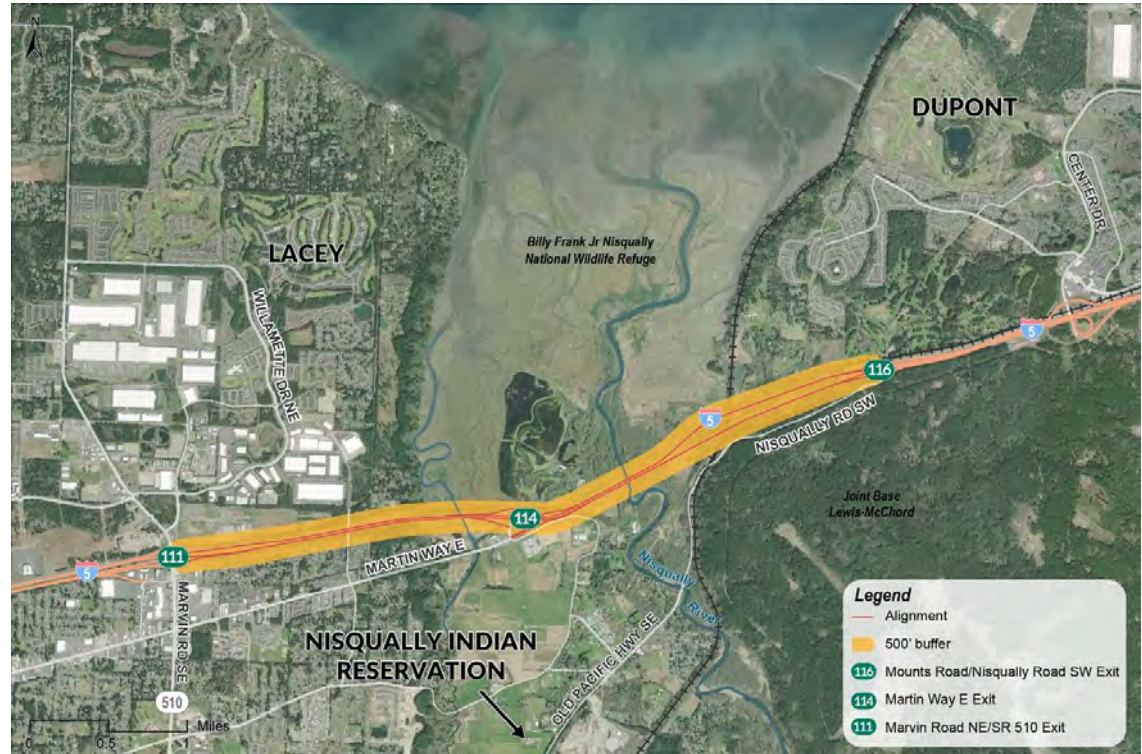 N
DUPONT
CENTER DR
LACEY
Billy Frank Jr Nisqually
National Wildlife Refuge
WILLAMETTE DR NE
5
116
5
NISQUALLY RD SW
Joint Base
Lewis-McChord
114
111
5
MARTIN WAY E
MARVIN RD SE
Nisqually
River
NISQUALLY INDIAN
RESERVATION
OLD PACIFIC HWY SE
510
Miles
0 0.5 1
Legend
Alignment
500' buffer
116 Mounts Road/Nisqually Road SW Exit
114 Martin Way E Exit
111 Marvin Road NE/SR 510 Exit